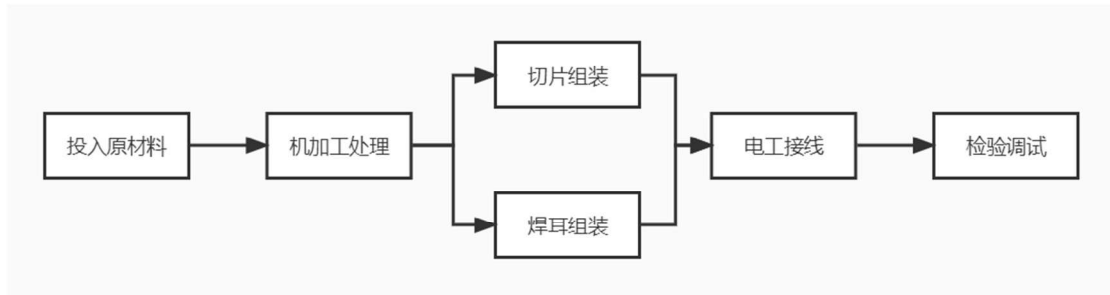 投入原材料
机加工处理
切片组装
焊耳组装
电工接线
检验调试